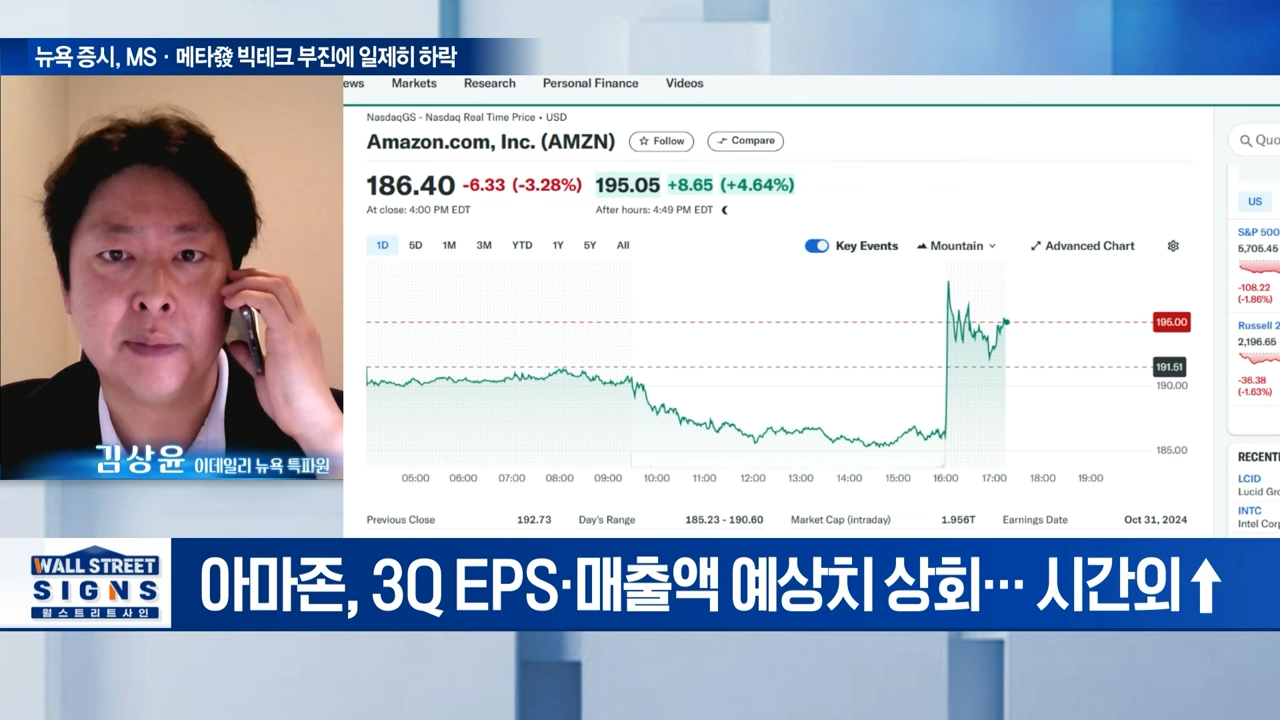 뉴욕 증시, MS · 메타發 빅테크 부진에 일제히 하락
ews Markets Research Personal Finance Videos
NasdaqGS - Nasdaq Real Time Price • USD
Amazon.com, Inc. (AMZN) Follow Compare
186.40 -6.33 (-3.28%) 195.05 +8.65 (+4.64%)
At close: 4:00 PM EDT After hours: 4:49 PM EDT
1D 5D 1M 3M YTD 1Y 5Y All Key Events Mountain Advanced Chart
195.00
191.51
190.00
185.00
05:00 06:00 07:00 08:00 09:00 10:00 11:00 12:00 13:00 14:00 15:00 16:00 17:00 18:00 19:00
Previous Close 192.73 Day's Range 185.23 - 190.60 Market Cap (intraday) 1.956T Earnings Date Oct 31, 2024
Quo
US
S&P 500
5,705.45
-108.22
(-1.86%)
Russell 2
2,196.65
-36.38
(-1.63%)
RECENT
LCID
Lucid Gro
INTC
Intel Corp
김상윤 이데일리 뉴욕 특파원
WALL STREET
SIGNS
월스트리트사인
아마존, 3Q EPS·매출액 예상치 상회… 시간외↑